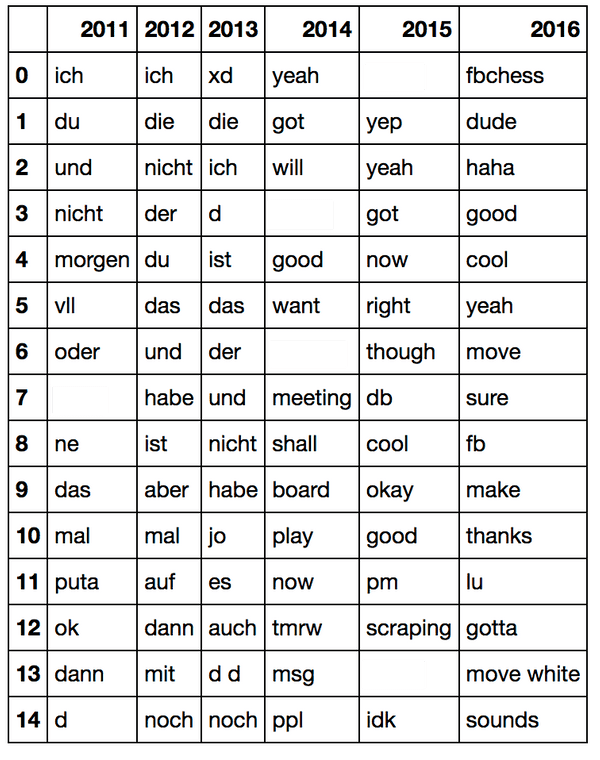 2011 2012 2013 2014 2015 2016
0 ich ich xd yeah fbchess
1 du die die got yep dude
2 und nicht ich will yeah haha
3 nicht der d got good
4 morgen du ist good now cool
5 vll das das want right yeah
6 oder und der though move
7 habe und meeting db sure
8 ne ist nicht shall cool fb
9 das aber habe board okay make
10 mal mal jo play good thanks
11 puta auf es now pm lu
12 ok dann auch tmrw scraping gotta
13 dann mit d d msg move white
14 d noch noch ppl idk sounds